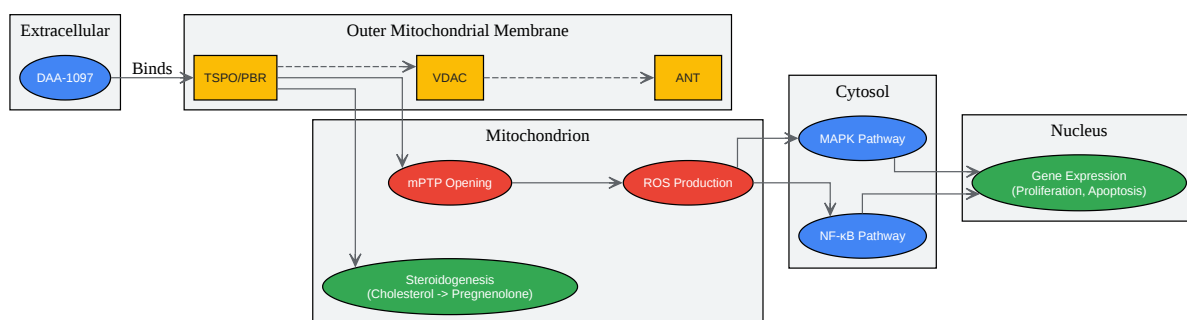 Extracellular
DAA-1097
Binds
Outer Mitochondrial Membrane
TSPO/PBR
VDAC
ANT
Mitochondrion
mPTP Opening
ROS Production
Steroidogenesis
(Cholesterol -> Pregnenolone)
Cytosol
MAPK Pathway
NF-κB Pathway
Nucleus
Gene Expression
(Proliferation, Apoptosis)